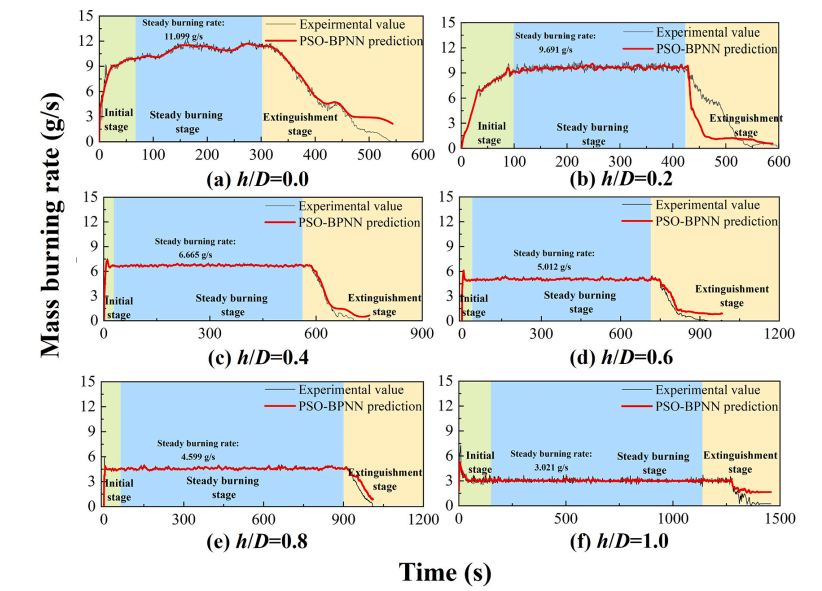 Mass burning rate (g/s)
15
12
9
6
3
0
Steady burning rate:
11.099 g/s
Expeirmental value
PSO-BPNN prediction
Initial
stage
Steady burning
stage
Extinguishment
stage
0 100 200 300 400 500 600
(a) h/D=0.0
15
12
9
6
3
0
Steady burning rate:
9.691 g/s
Experimental value
PSO-BPNN prediction
Initial
stage
Steady burning
stage
Extinguishment
stage
0 100 200 300 400 500 600
(b) h/D=0.2
15
12
9
6
3
0
Experimental value
PSO-BPNN prediction
Steady burning rate:
6.665 g/s
Initial
stage
Steady burning
stage
Extinguishment
stage
0 300 600 900
(c) h/D=0.4
15
12
9
6
3
0
Experimental value
PSO-BPNN prediction
Steady burning rate:
5.012 g/s
Initial
stage
Steady burning
stage
Extinguishment
stage
0 300 600 900 1200
(d) h/D=0.6
15
12
9
6
3
0
Experimental value
PSO-BPNN prediction
Steady burning rate:
4.599 g/s
Initial
stage
Steady burning
stage
Extinguishment
stage
0 300 600 900 1200
(e) h/D=0.8
15
12
9
6
3
0
Experimental value
PSO-BPNN prediction
Initial
stage
Steady burning rate:
3.021 g/s
Steady burning
stage
Extinguishment
stage
0 500 1000 1500
(f) h/D=1.0
Time (s)